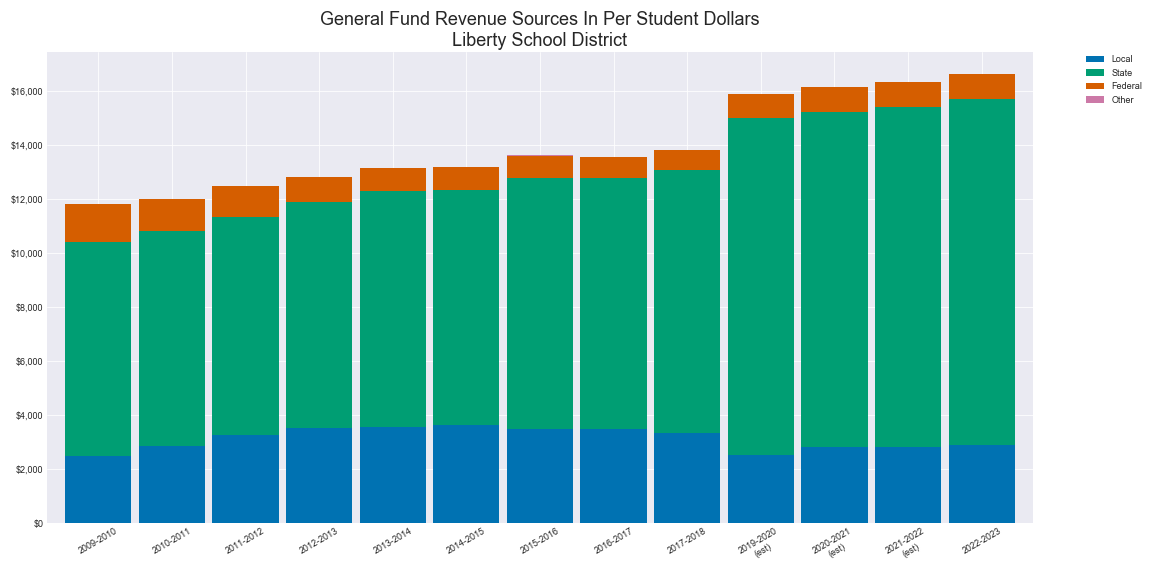 General Fund Revenue Sources In Per Student Dollars
Liberty School District
Local
State
Federal
Other
$16,000
$14,000
$12,000
$10,000
$8,000
$6,000
$4,000
$2,000
$0
2009-2010
2010-2011
2011-2012
2012-2013
2013-2014
2014-2015
2015-2016
2016-2017
2017-2018
2019-2020
(est)
2020-2021
(est)
2021-2022
(est)
2022-2023